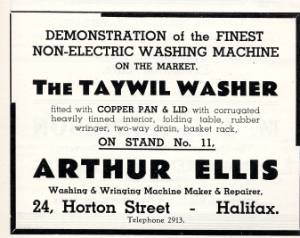 DEMONSTRATION of the FINEST
NON-ELECTRIC WASHING MACHINE
ON THE MARKET.
THE TAYWIL WASHER
fitted with COPPER PAN & LID with corrugated
heavily tinned interior, folding table, rubber
wringer, two-way drain, basket rack,
ON STAND No. 11,
ARTHUR ELLIS
Washing & Wringing Machine Maker & Repairer,
24, Horton Street - Halifax.
Telephone 2913.